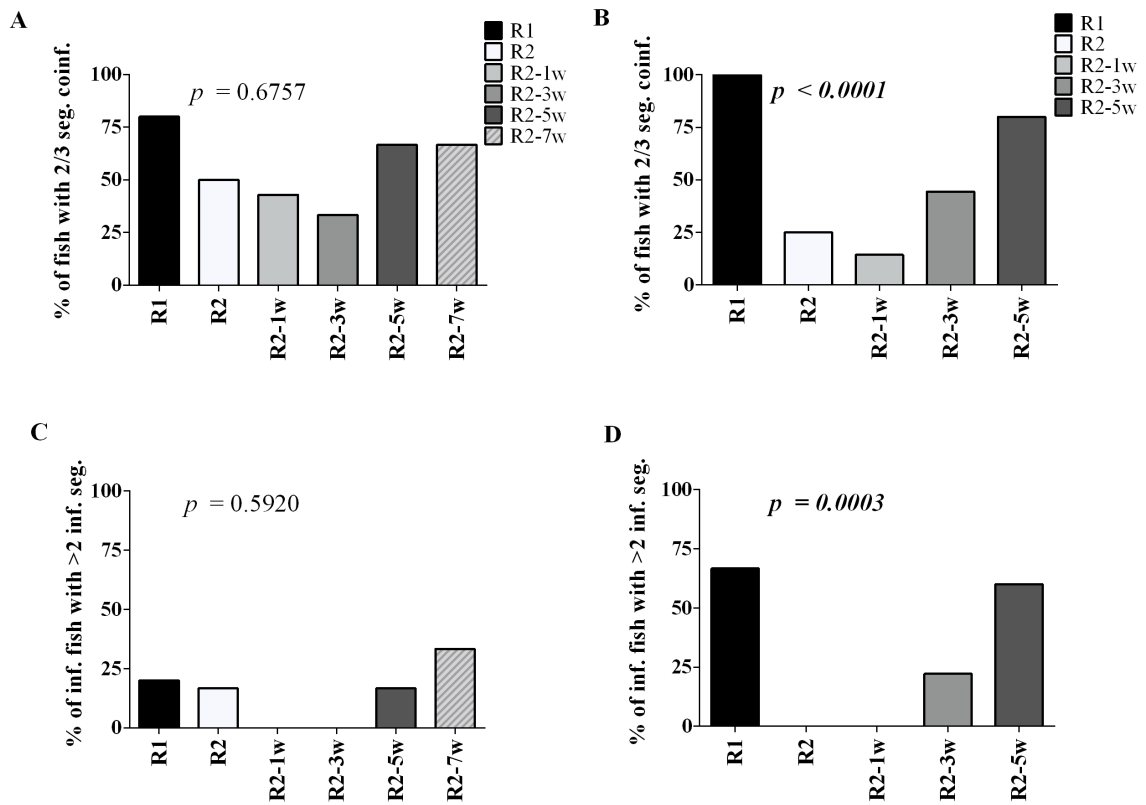 A
R1
R2
R2-1w
R2-3w
R2-5w
R2-7w
% of fish with 2/3 seg. coinf.
100
75
50
25
0
p = 0.6757
R1
R2
R2-1w
R2-3w
R2-5w
R2-7w
B
R1
R2
R2-1w
R2-3w
R2-5w
% of fish with 2/3 seg. coinf.
100
75
50
25
0
p < 0.0001
R1
R2
R2-1w
R2-3w
R2-5w
C
% of inf. fish with >2 inf. seg.
100
75
50
25
0
p = 0.5920
R1
R2
R2-1w
R2-3w
R2-5w
R2-7w
D
% of inf. fish with >2 inf. seg.
100
75
50
25
0
p = 0.0003
R1
R2
R2-1w
R2-3w
R2-5w